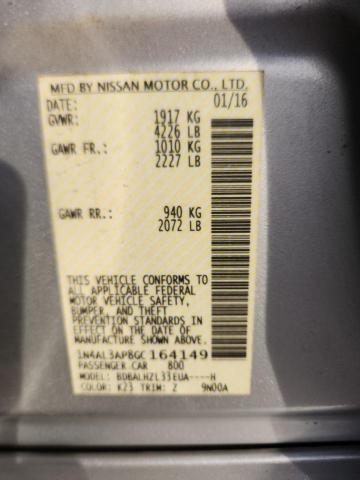 MFD BY NISSAN MOTOR CO., LTD.
DATE: 01/16
GVWR: 1917 KG
4226 LB
GAWR FR.: 1010 KG
2227 LB
GAWR RR.: 940 KG
2072 LB
THIS VEHICLE CONFORMS TO
ALL APPLICABLE FEDERAL
MOTOR VEHICLE SAFETY,
BUMPER, AND THEFT
PREVENTION STANDARDS IN
EFFECT ON THE DATE OF
MANUFACTURE SHOWN ABOVE.
1N4AL3AP8GC164149
PASSENGER CAR 800
MODEL: BDBALHZL33EUA----H
COLOR: K23 TRIM: Z 9N00A